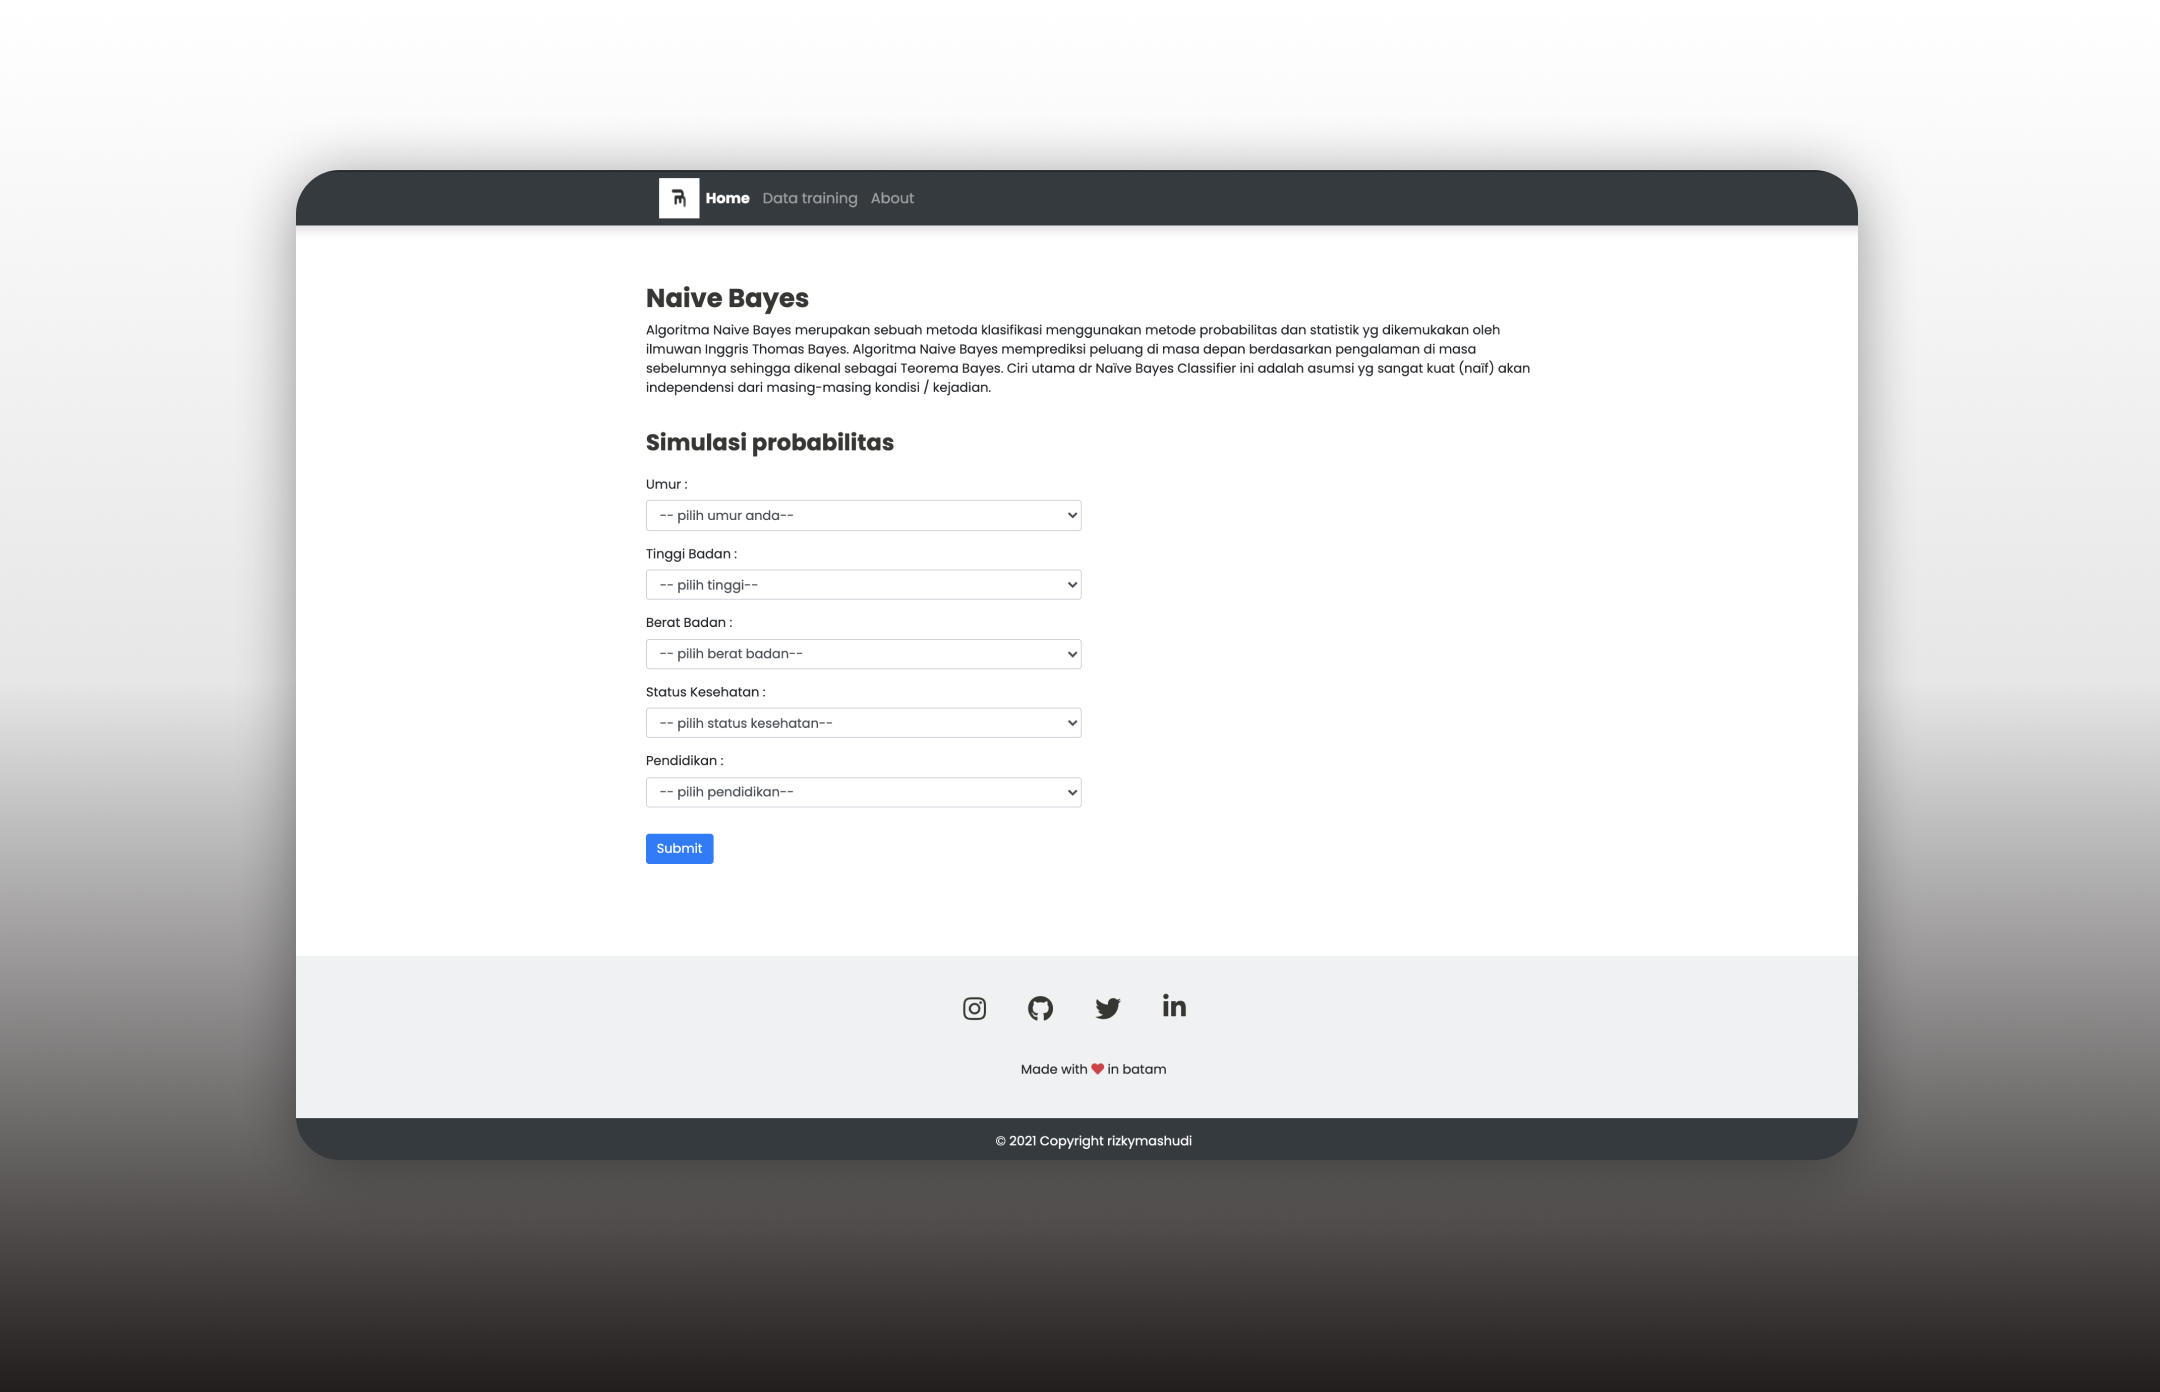 Home Data training About
Naive Bayes
Algoritma Naive Bayes merupakan sebuah metoda klasifikasi menggunakan metode probabilitas dan statistik yg dikemukakan oleh
ilmuwan Inggris Thomas Bayes. Algoritma Naive Bayes memprediksi peluang di masa depan berdasarkan pengalaman di masa
sebelumnya sehingga dikenal sebagai Teorema Bayes. Ciri utama dr Naïve Bayes Classifier ini adalah asumsi yg sangat kuat (naïf) akan
independensi dari masing-masing kondisi / kejadian.
Simulasi probabilitas
Umur :
-- pilih umur anda--
Tinggi Badan :
-- pilih tinggi--
Berat Badan :
-- pilih berat badan--
Status Kesehatan :
-- pilih status kesehatan--
Pendidikan :
-- pilih pendidikan--
Submit
in
Made with ❤ in batam
© 2021 Copyright rizkymashudi